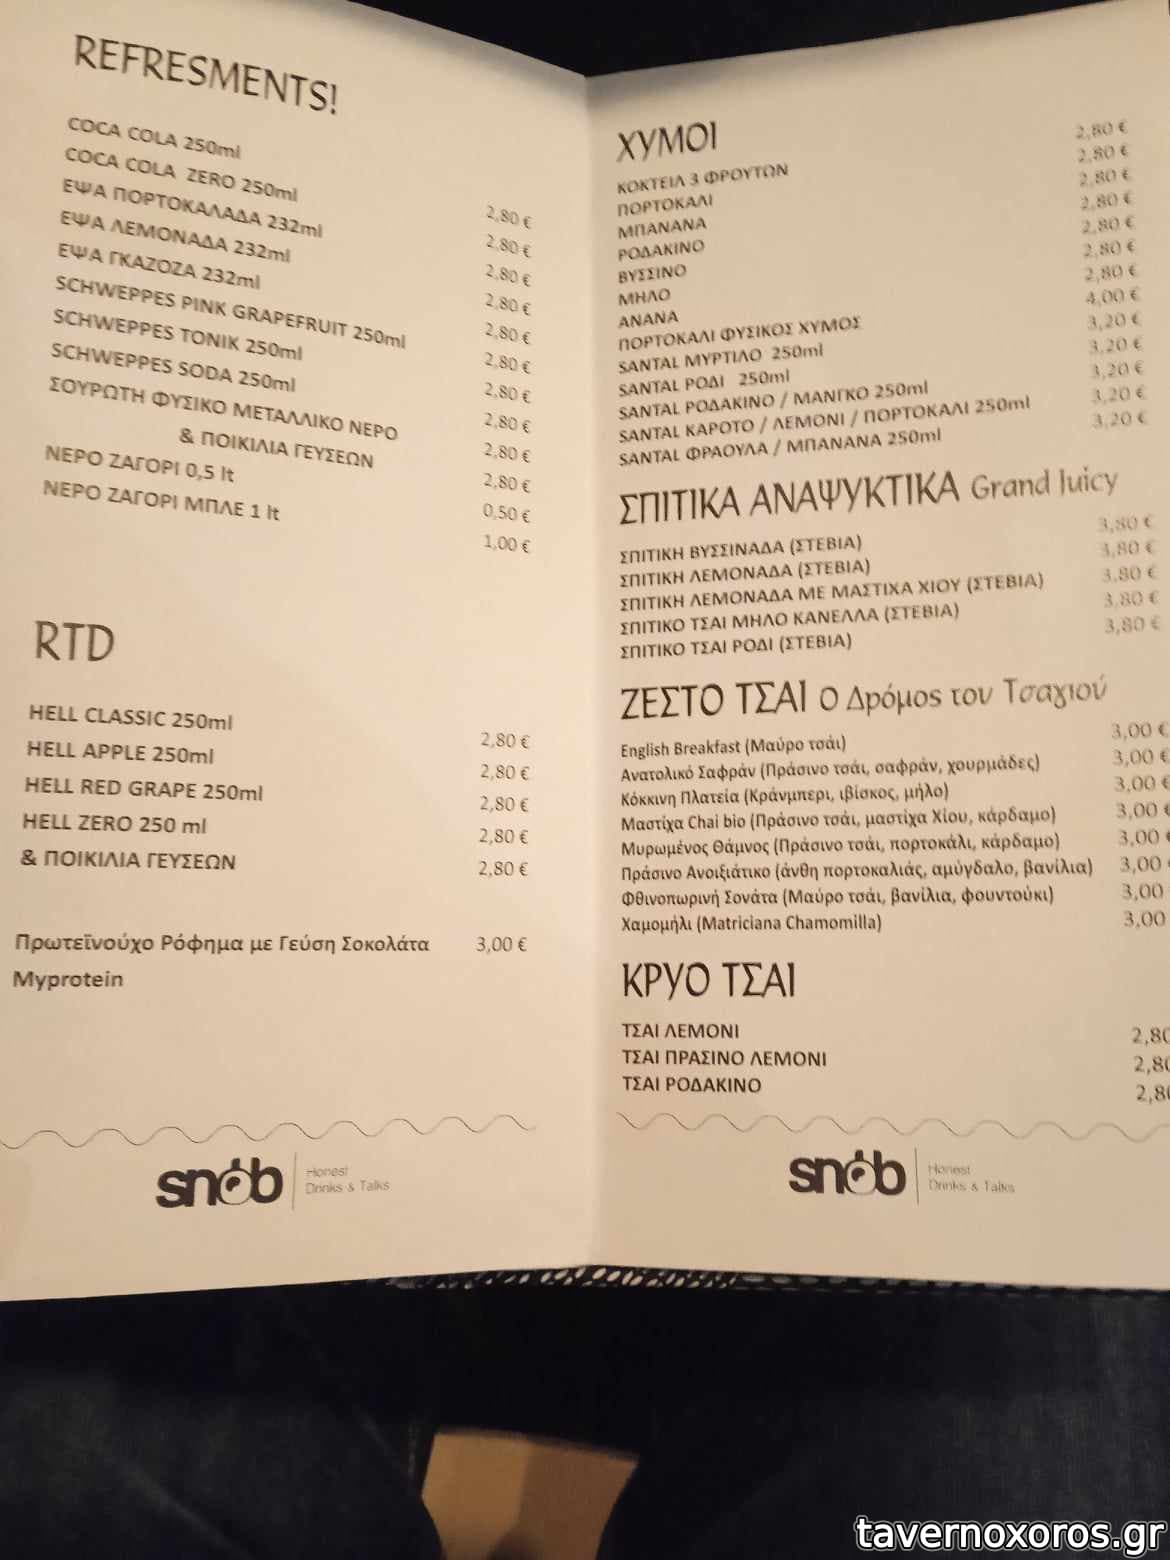 REFRESMENTS!
COCA COLA 250ml
COCA COLA ZERO 250ml 2,80 €
ΕΨΑ ΠΟΡΤΟΚΑΛΑΔΑ 232ml 2,80 €
ΕΨΑ ΛΕΜΟΝΑΔΑ 232ml 2,80 €
ΕΨΑ ΓΚΑΖΟΖΑ 232ml 2,80 €
SCHWEPPES PINK GRAPEFRUIT 250ml 2,80 €
SCHWEPPES TONIK 250ml 2,80 €
SCHWEPPES SODA 250ml 2,80 €
ΣΟΥΡΩΤΗ ΦΥΣΙΚΟ ΜΕΤΑΛΛΙΚΟ ΝΕΡΟ 2,80 €
& ΠΟΙΚΙΛΙΑ ΓΕΥΣΕΩΝ 2,80 €
2,80 €
ΝΕΡΟ ΖΑΓΟΡΙ 0,5 lt 0,50 €
ΝΕΡΟ ΖΑΓΟΡΙ ΜΠΛΕ 1 lt 1,00 €
RTD
HELL CLASSIC 250ml 2,80 €
HELL APPLE 250ml 2,80 €
HELL RED GRAPE 250ml 2,80 €
HELL ZERO 250 ml 2,80 €
& ΠΟΙΚΙΛΙΑ ΓΕΥΣΕΩΝ 2,80 €
Πρωτεϊνούχο Ρόφημα με Γεύση Σοκολάτα 3,00 €
Myprotein
snob
Honest
Drinks & Talks
ΧΥΜΟΙ
ΚΟΚΤΕΙΛ 3 ΦΡΟΥΤΩΝ 2,80 €
ΠΟΡΤΟΚΑΛΙ 2,80 €
ΜΠΑΝΑΝΑ 2,80 €
ΡΟΔΑΚΙΝΟ 2,80 €
ΒΥΣΣΙΝΟ 2,80 €
ΜΗΛΟ 2,80 €
ΑΝΑΝΑ 2,80 €
ΠΟΡΤΟΚΑΛΙ ΦΥΣΙΚΟΣ ΧΥΜΟΣ 4,00 €
SANTAL ΜΥΡΤΙΛΟ 250ml 3,20 €
SANTAL ΡΟΔΙ 250ml 3,20 €
SANTAL ΡΟΔΑΚΙΝΟ / ΜΑΝΓΚΟ 250ml 3,20 €
SANTAL ΚΑΡΟΤΟ / ΛΕΜΟΝΙ / ΠΟΡΤΟΚΑΛΙ 250ml 3,20 €
SANTAL ΦΡΑΟΥΛΑ / ΜΠΑΝΑΝΑ 250ml 3,20 €
ΣΠΙΤΙΚΑ ΑΝΑΨΥΚΤΙΚΑ Grand Juicy
ΣΠΙΤΙΚΗ ΒΥΣΣΙΝΑΔΑ (ΣΤΕΒΙΑ) 3,80 €
ΣΠΙΤΙΚΗ ΛΕΜΟΝΑΔΑ (ΣΤΕΒΙΑ) 3,80 €
ΣΠΙΤΙΚΗ ΛΕΜΟΝΑΔΑ ΜΕ ΜΑΣΤΙΧΑ ΧΙΟΥ (ΣΤΕΒΙΑ) 3,80 €
ΣΠΙΤΙΚΟ ΤΣΑΙ ΜΗΛΟ ΚΑΝΕΛΛΑ (ΣΤΕΒΙΑ) 3,80 €
ΣΠΙΤΙΚΟ ΤΣΑΙ ΡΟΔΙ (ΣΤΕΒΙΑ) 3,80 €
ΖΕΣΤΟ ΤΣΑΙ Ο Δρόμος του Τσαγιού
English Breakfast (Μαύρο τσάι) 3,00 €
Ανατολικό Σαφράν (Πράσινο τσάι, σαφράν, χουρμάδες) 3,00 €
Κόκκινη Πλατεία (Κράνμπερι, ιβίσκος, μήλο) 3,00 €
Μαστίχα Chai bio (Πράσινο τσάι, μαστίχα Χίου, κάρδαμο) 3,00 €
Μυρωμένος Θάμνος (Πράσινο τσάι, πορτοκάλι, κάρδαμο) 3,00 €
Πράσινο Ανοιξιάτικο (άνθη πορτοκαλιάς, αμύγδαλο, βανίλια) 3,00 €
Φθινοπωρινή Σονάτα (Μαύρο τσάι, βανίλια, φουντούκι) 3,00
Χαμομήλι (Matriciana Chamomilla) 3,00
ΚΡΥΟ ΤΣΑΙ
ΤΣΑΙ ΛΕΜΟΝΙ 2,80
ΤΣΑΙ ΠΡΑΣΙΝΟ ΛΕΜΟΝΙ 2,80
ΤΣΑΙ ΡΟΔΑΚΙΝΟ 2,80
snob
Honest
Drinks & Talks
tavernoxoros.gr